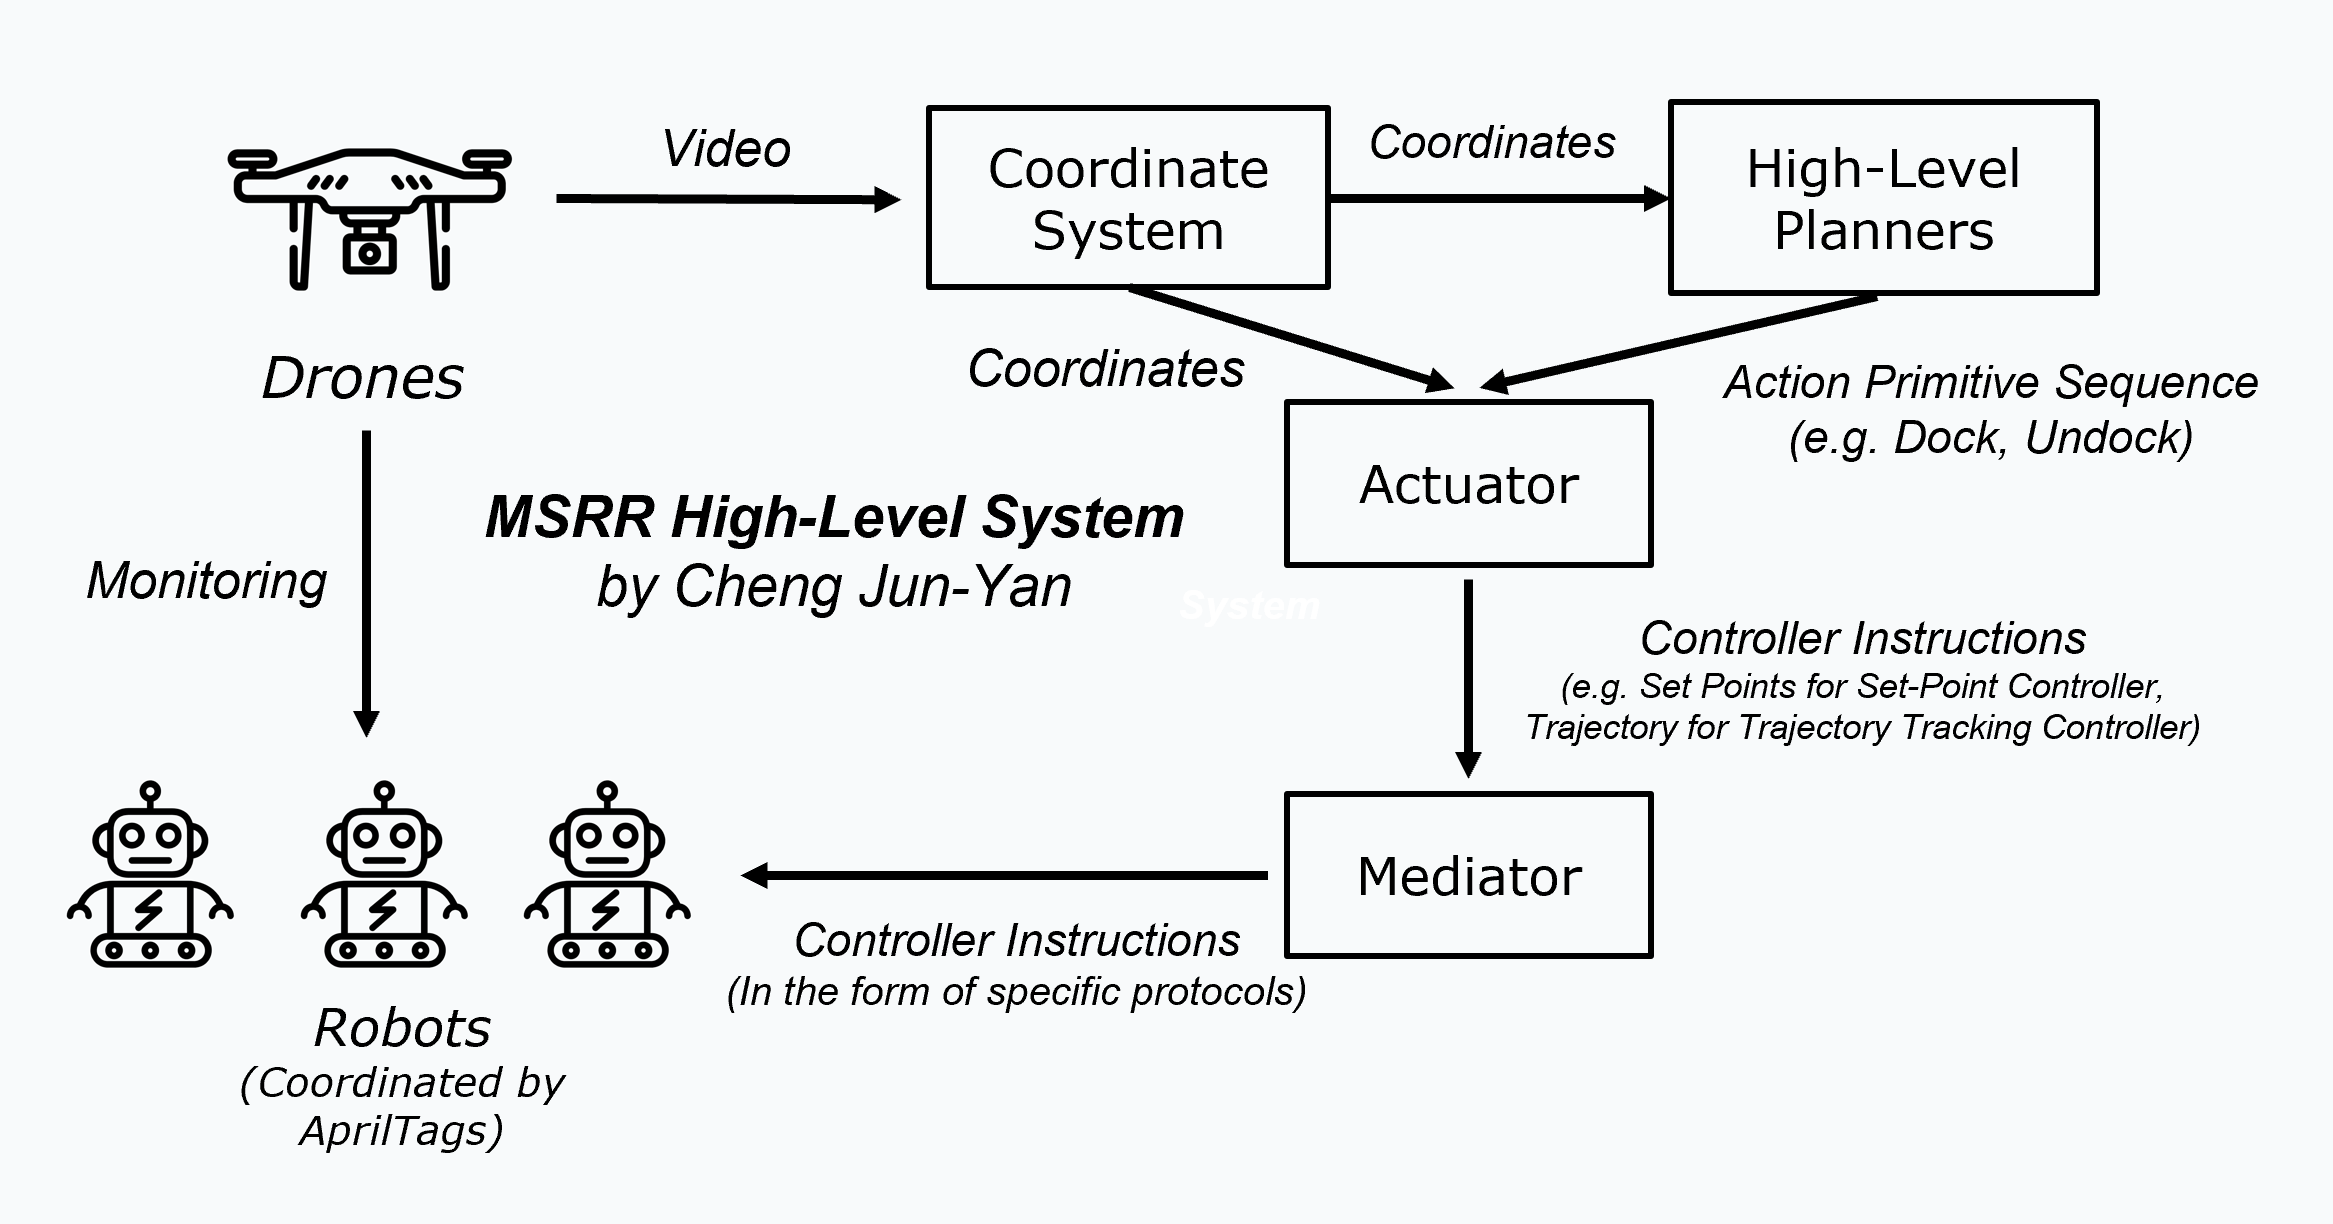 Video
Coordinate
System
Coordinates
High-Level
Planners
Drones
Coordinates
Action Primitive Sequence
(e.g. Dock, Undock)
Actuator
MSRR High-Level System
by Cheng Jun-Yan
System
Monitoring
Controller Instructions
(e.g. Set Points for Set-Point Controller,
Trajectory for Trajectory Tracking Controller)
Mediator
Controller Instructions
(In the form of specific protocols)
Robots
(Coordinated by
AprilTags)